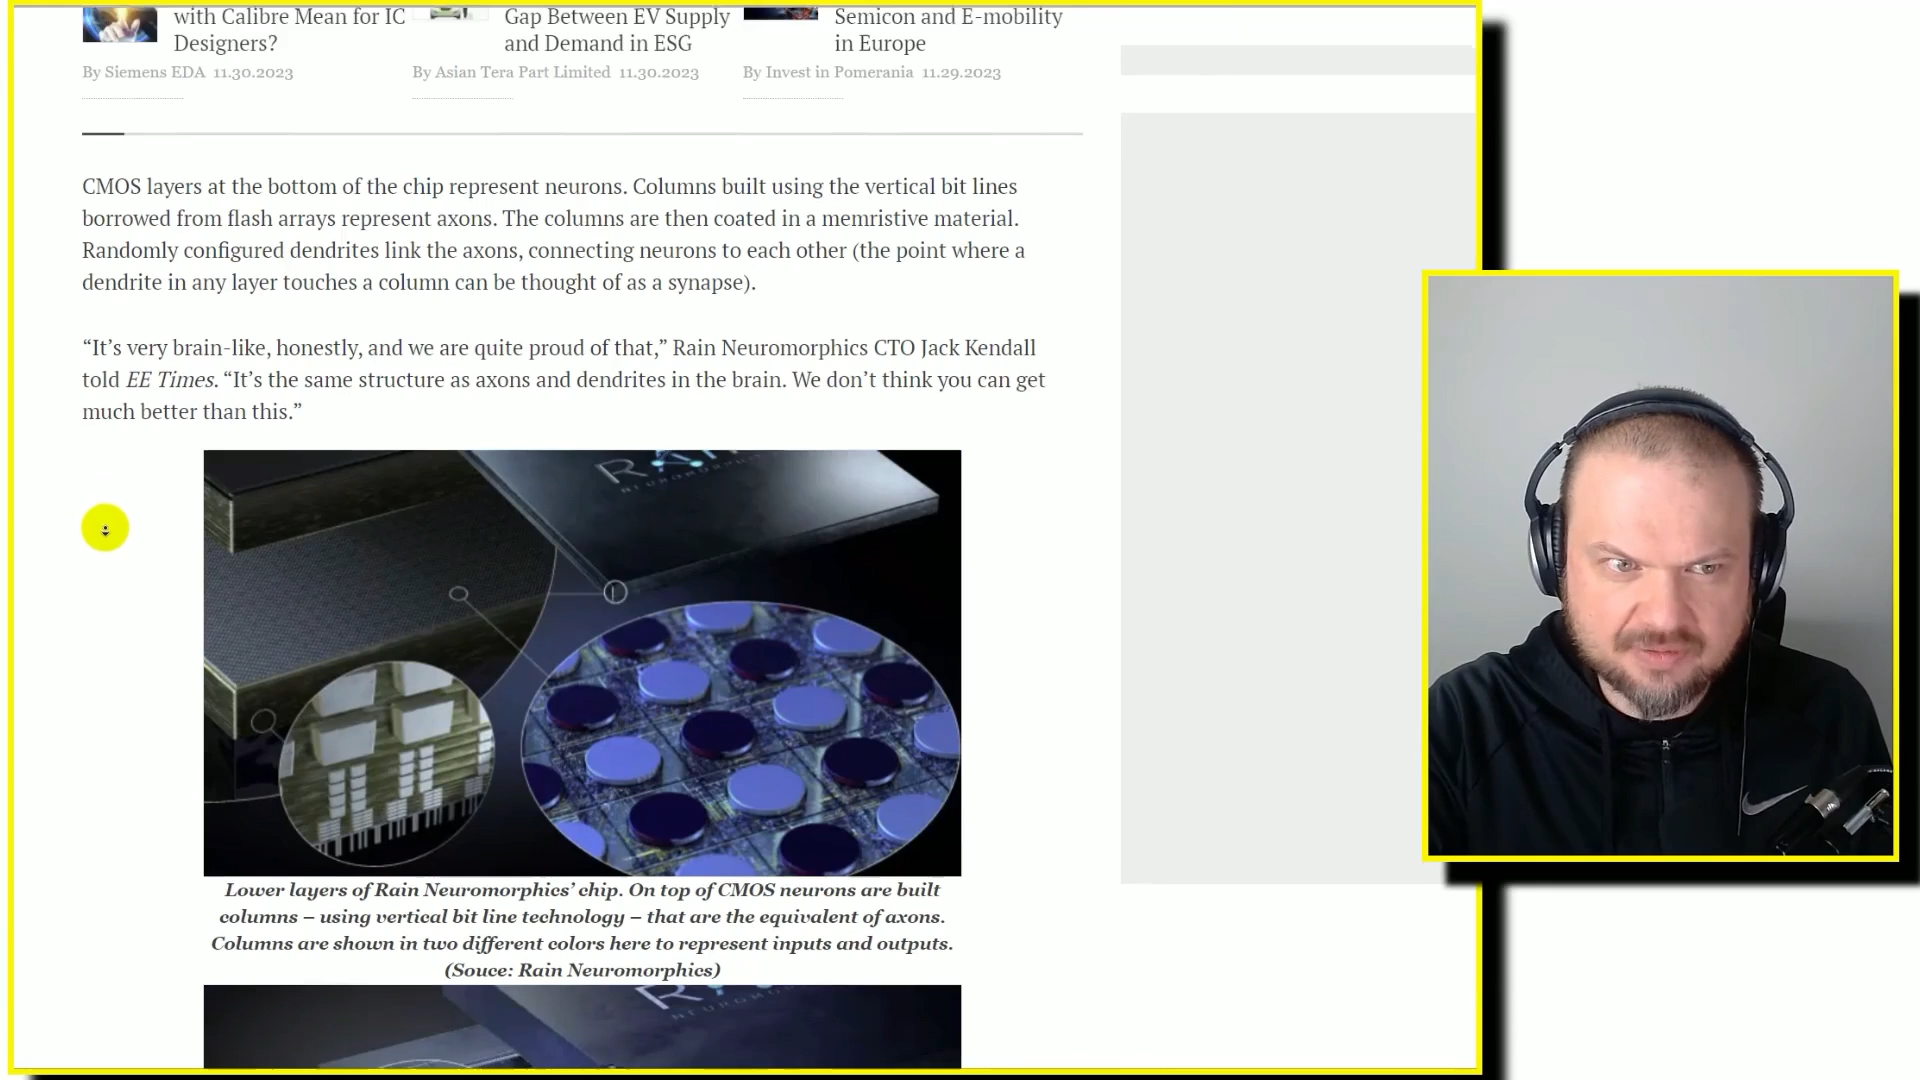 with Calibre Mean for IC
Designers?
By Siemens EDA 11.30.2023
Gap Between EV Supply
and Demand in ESG
By Asian Tera Part Limited 11.30.2023
Semicon and E-mobility
in Europe
By Invest in Pomerania 11.29.2023
CMOS layers at the bottom of the chip represent neurons. Columns built using the vertical bit lines
borrowed from flash arrays represent axons. The columns are then coated in a memristive material.
Randomly configured dendrites link the axons, connecting neurons to each other (the point where a
dendrite in any layer touches a column can be thought of as a synapse).
“It’s very brain-like, honestly, and we are quite proud of that,” Rain Neuromorphics CTO Jack Kendall
told EE Times. “It’s the same structure as axons and dendrites in the brain. We don’t think you can get
much better than this.”
Lower layers of Rain Neuromorphics’ chip. On top of CMOS neurons are built
columns – using vertical bit line technology – that are the equivalent of axons.
Columns are shown in two different colors here to represent inputs and outputs.
(Souce: Rain Neuromorphics)